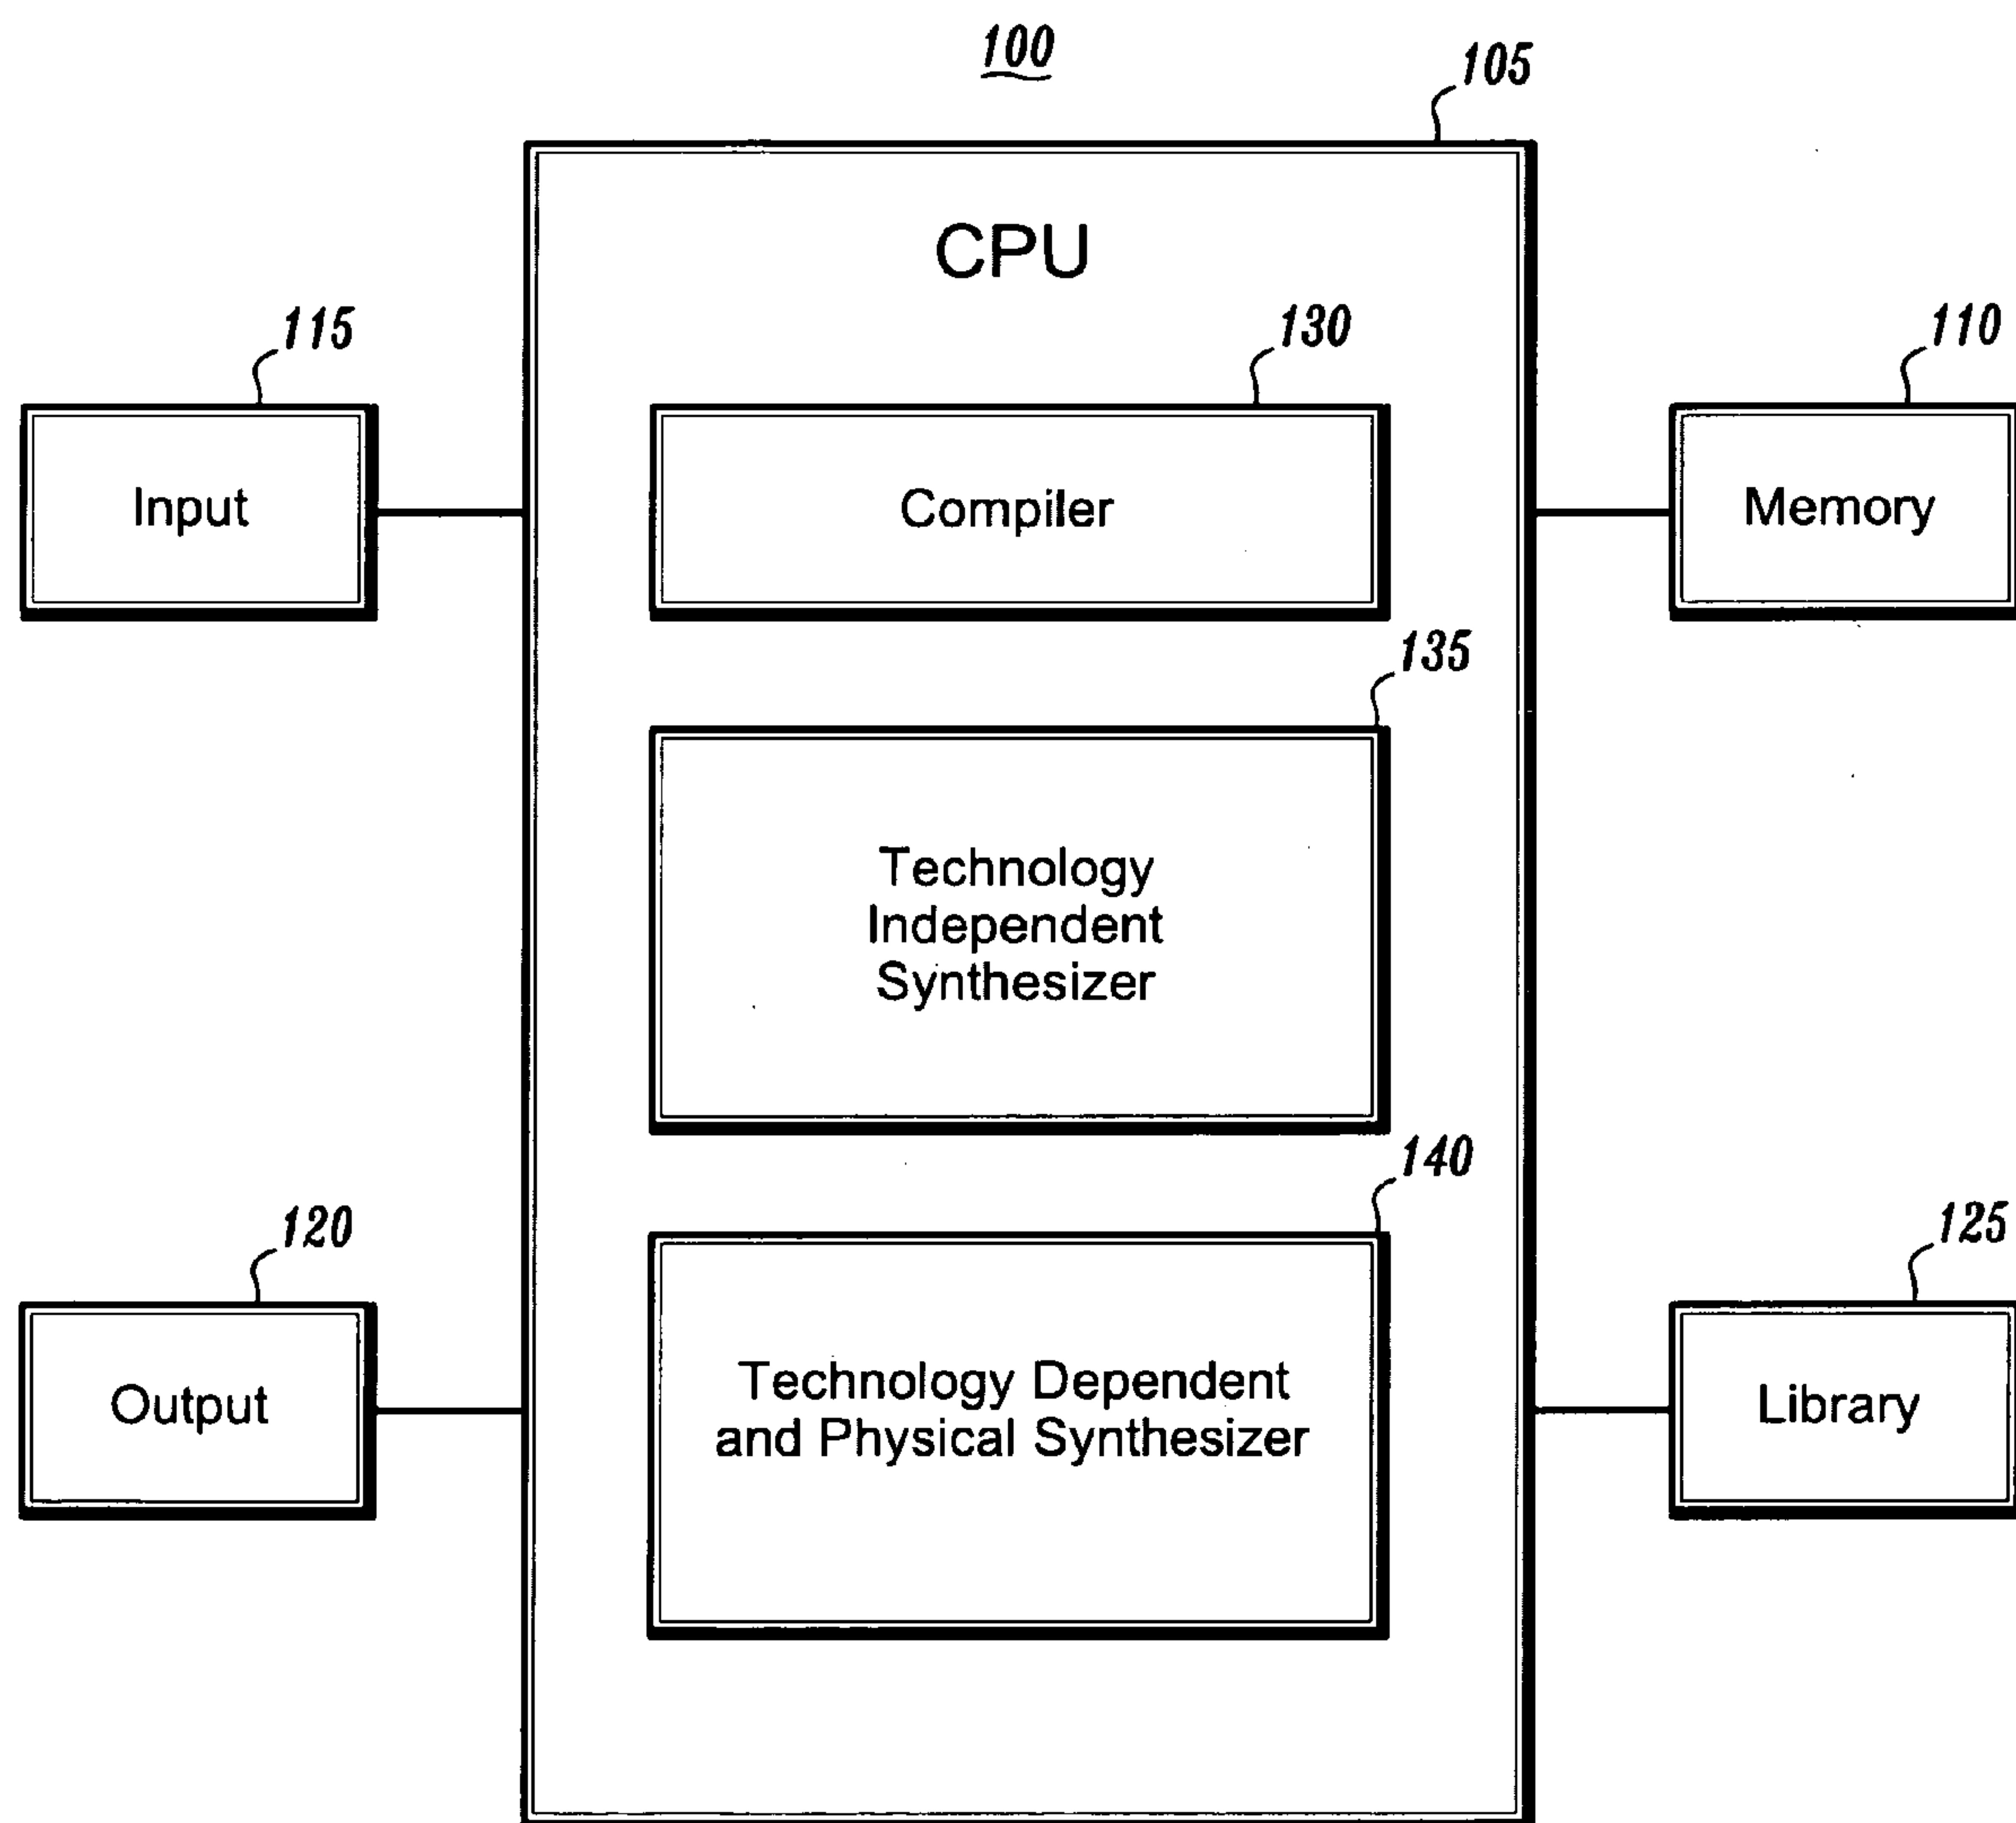 100
105
CPU
115
130
110
Input
Compiler
Memory
135
Technology
Independent
Synthesizer
140
120
125
Output
Technology Dependent
and Physical Synthesizer
Library